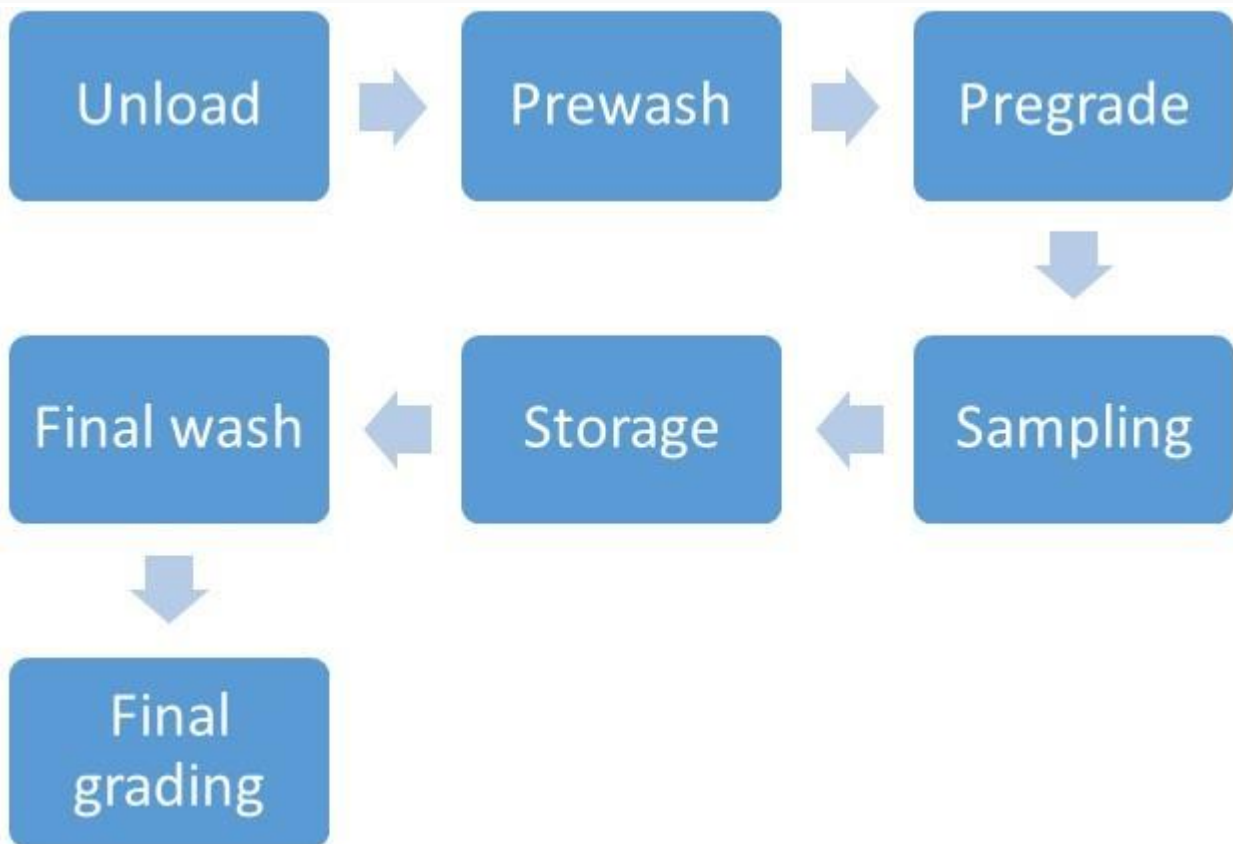 Unload
Prewash
Pregrade
Sampling
Storage
Final wash
Final
grading